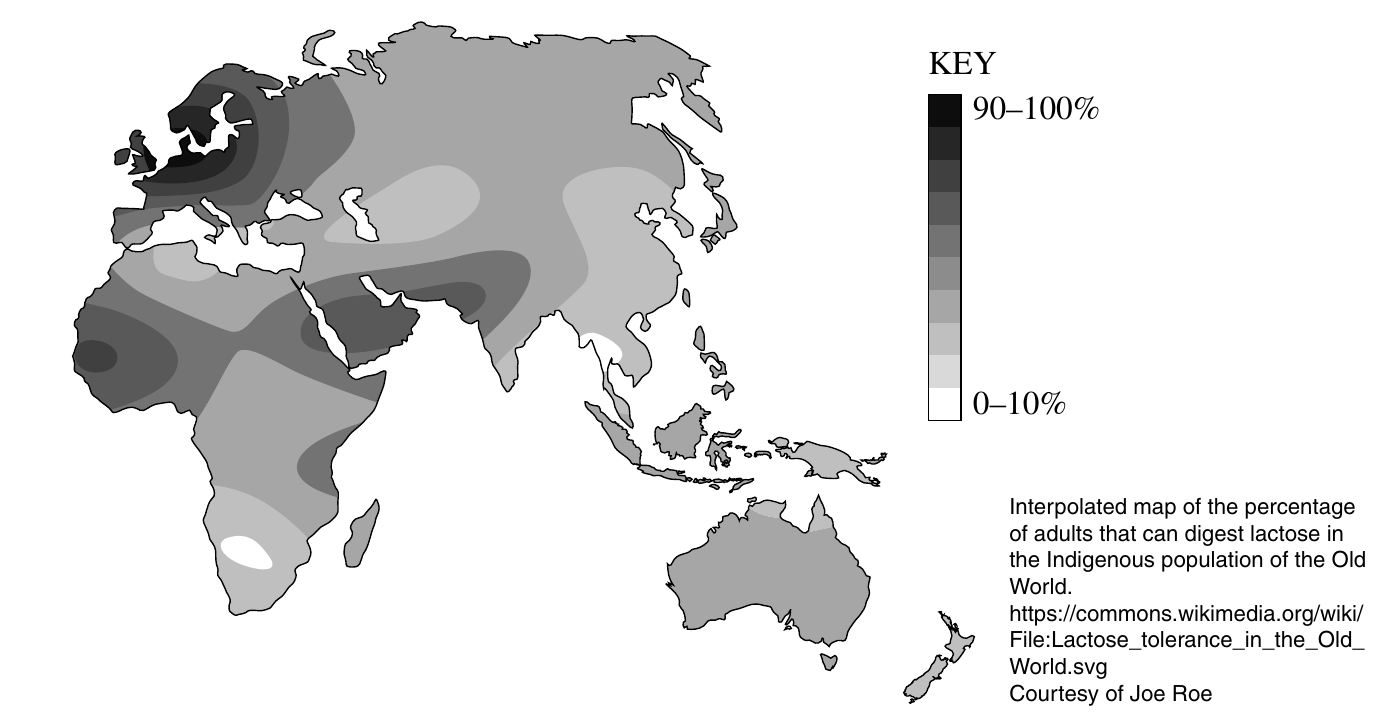 KEY
90–100%
0–10%
Interpolated map of the percentage
of adults that can digest lactose in
the Indigenous population of the Old
World.
https://commons.wikimedia.org/wiki/
File:Lactose_tolerance_in_the_Old_
World.svg
Courtesy of Joe Roe